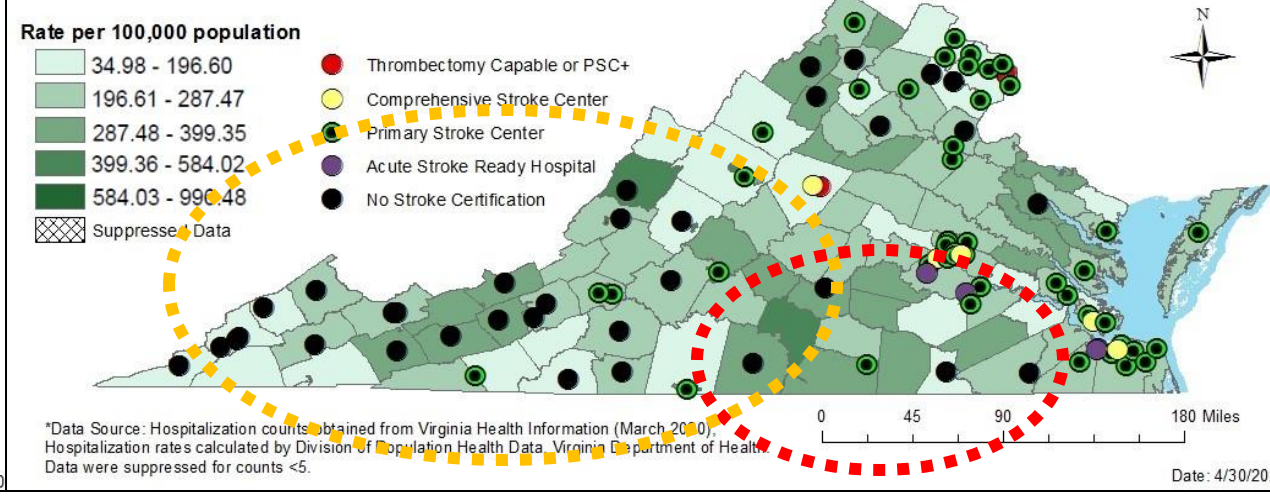 N
Rate per 100,000 population
34.98 - 196.60
196.61 - 287.47
287.48 - 399.35
399.36 - 584.02
584.03 - 990.48
Suppressed Data
Thrombectomy Capable or PSC+
Comprehensive Stroke Center
Primary Stroke Center
Acute Stroke Ready Hospital
No Stroke Certification
0 45 90 180 Miles
*Data Source: Hospitalization counts obtained from Virginia Health Information (March 2020),
Hospitalization rates calculated by Division of Population Health Data, Virginia Department of Health.
Data were suppressed for counts <5.
Date: 4/30/20